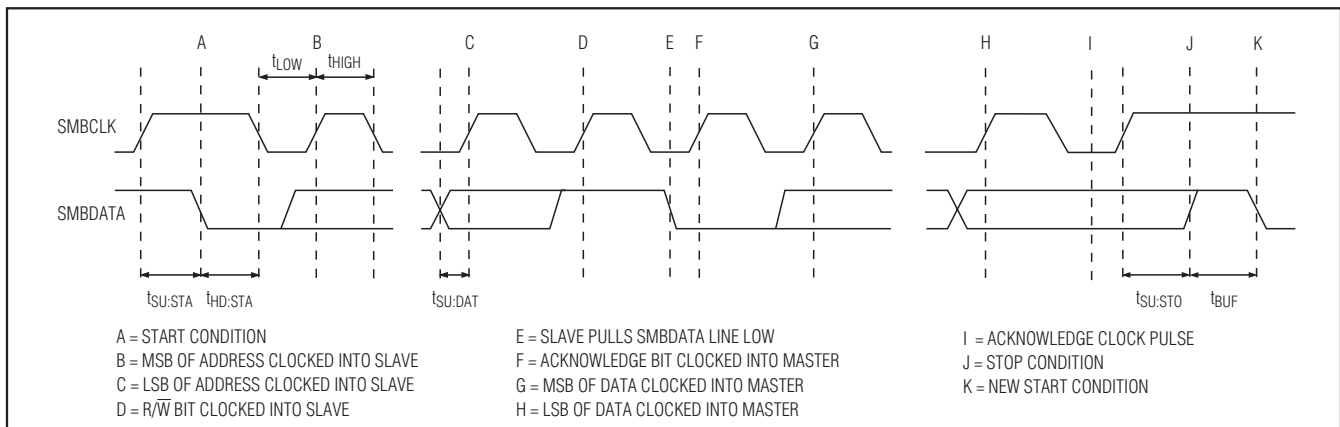 A B C D E F G H I J K
tLOW tHIGH
SMBCLK
SMBDATA
tSU:STA tHD:STA tSU:DAT tSU:STO tBUF
A = START CONDITION
B = MSB OF ADDRESS CLOCKED INTO SLAVE
C = LSB OF ADDRESS CLOCKED INTO SLAVE
D = R/W̅ BIT CLOCKED INTO SLAVE
E = SLAVE PULLS SMBDATA LINE LOW
F = ACKNOWLEDGE BIT CLOCKED INTO MASTER
G = MSB OF DATA CLOCKED INTO MASTER
H = LSB OF DATA CLOCKED INTO MASTER
I = ACKNOWLEDGE CLOCK PULSE
J = STOP CONDITION
K = NEW START CONDITION